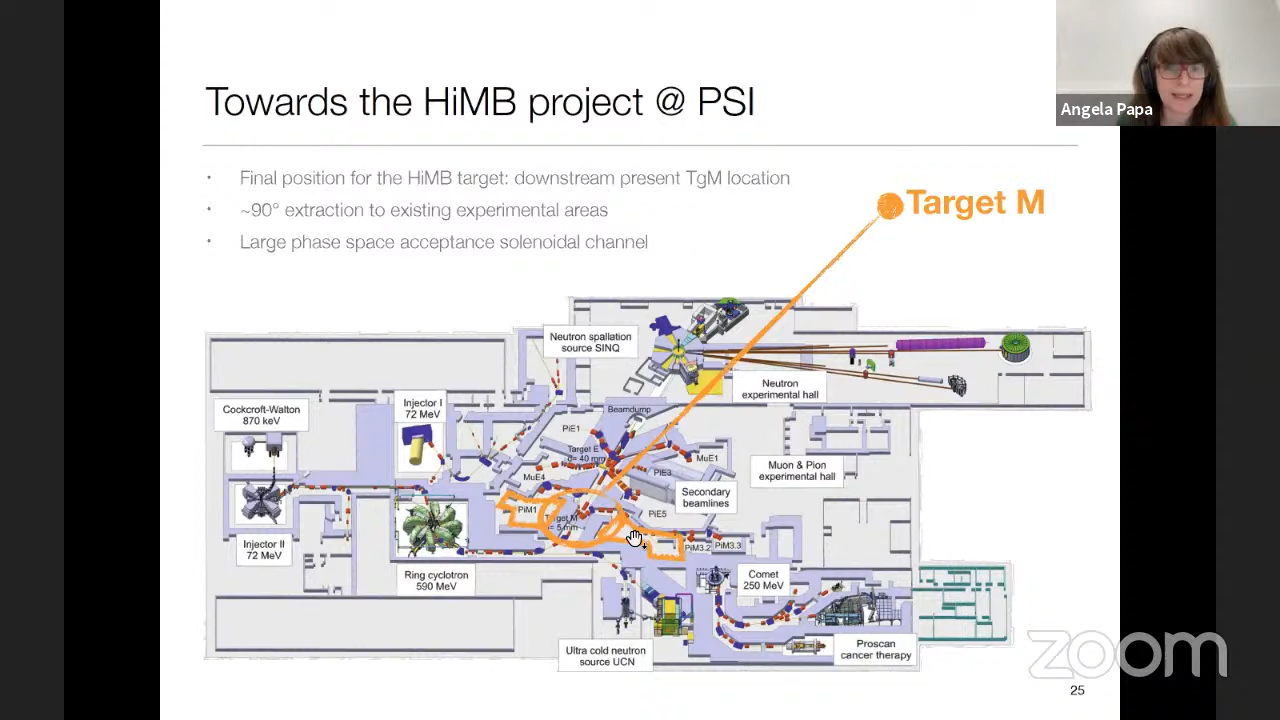 Towards the HiMB project @ PSI
Angela Papa
· Final position for the HiMB target: downstream present TgM location
· ~90° extraction to existing experimental areas
· Large phase space acceptance solenoidal channel
Target M
Neutron spallation
source SINQ
Neutron
experimental hall
Cockcroft-Walton
870 keV
Injector I
72 MeV
Beamdump
PiE1
Target E
d= 40 mm
MuE1
PiE3
MuE4
Muon & Pion
experimental hall
Secondary
beamlines
PiM1
Target M
= 5 mm
PiE5
PiM3.2
PiM3.3
Injector II
72 MeV
Ring cyclotron
590 MeV
Comet
250 MeV
Ultra cold neutron
source UCN
Proscan
cancer therapy
zoom
25